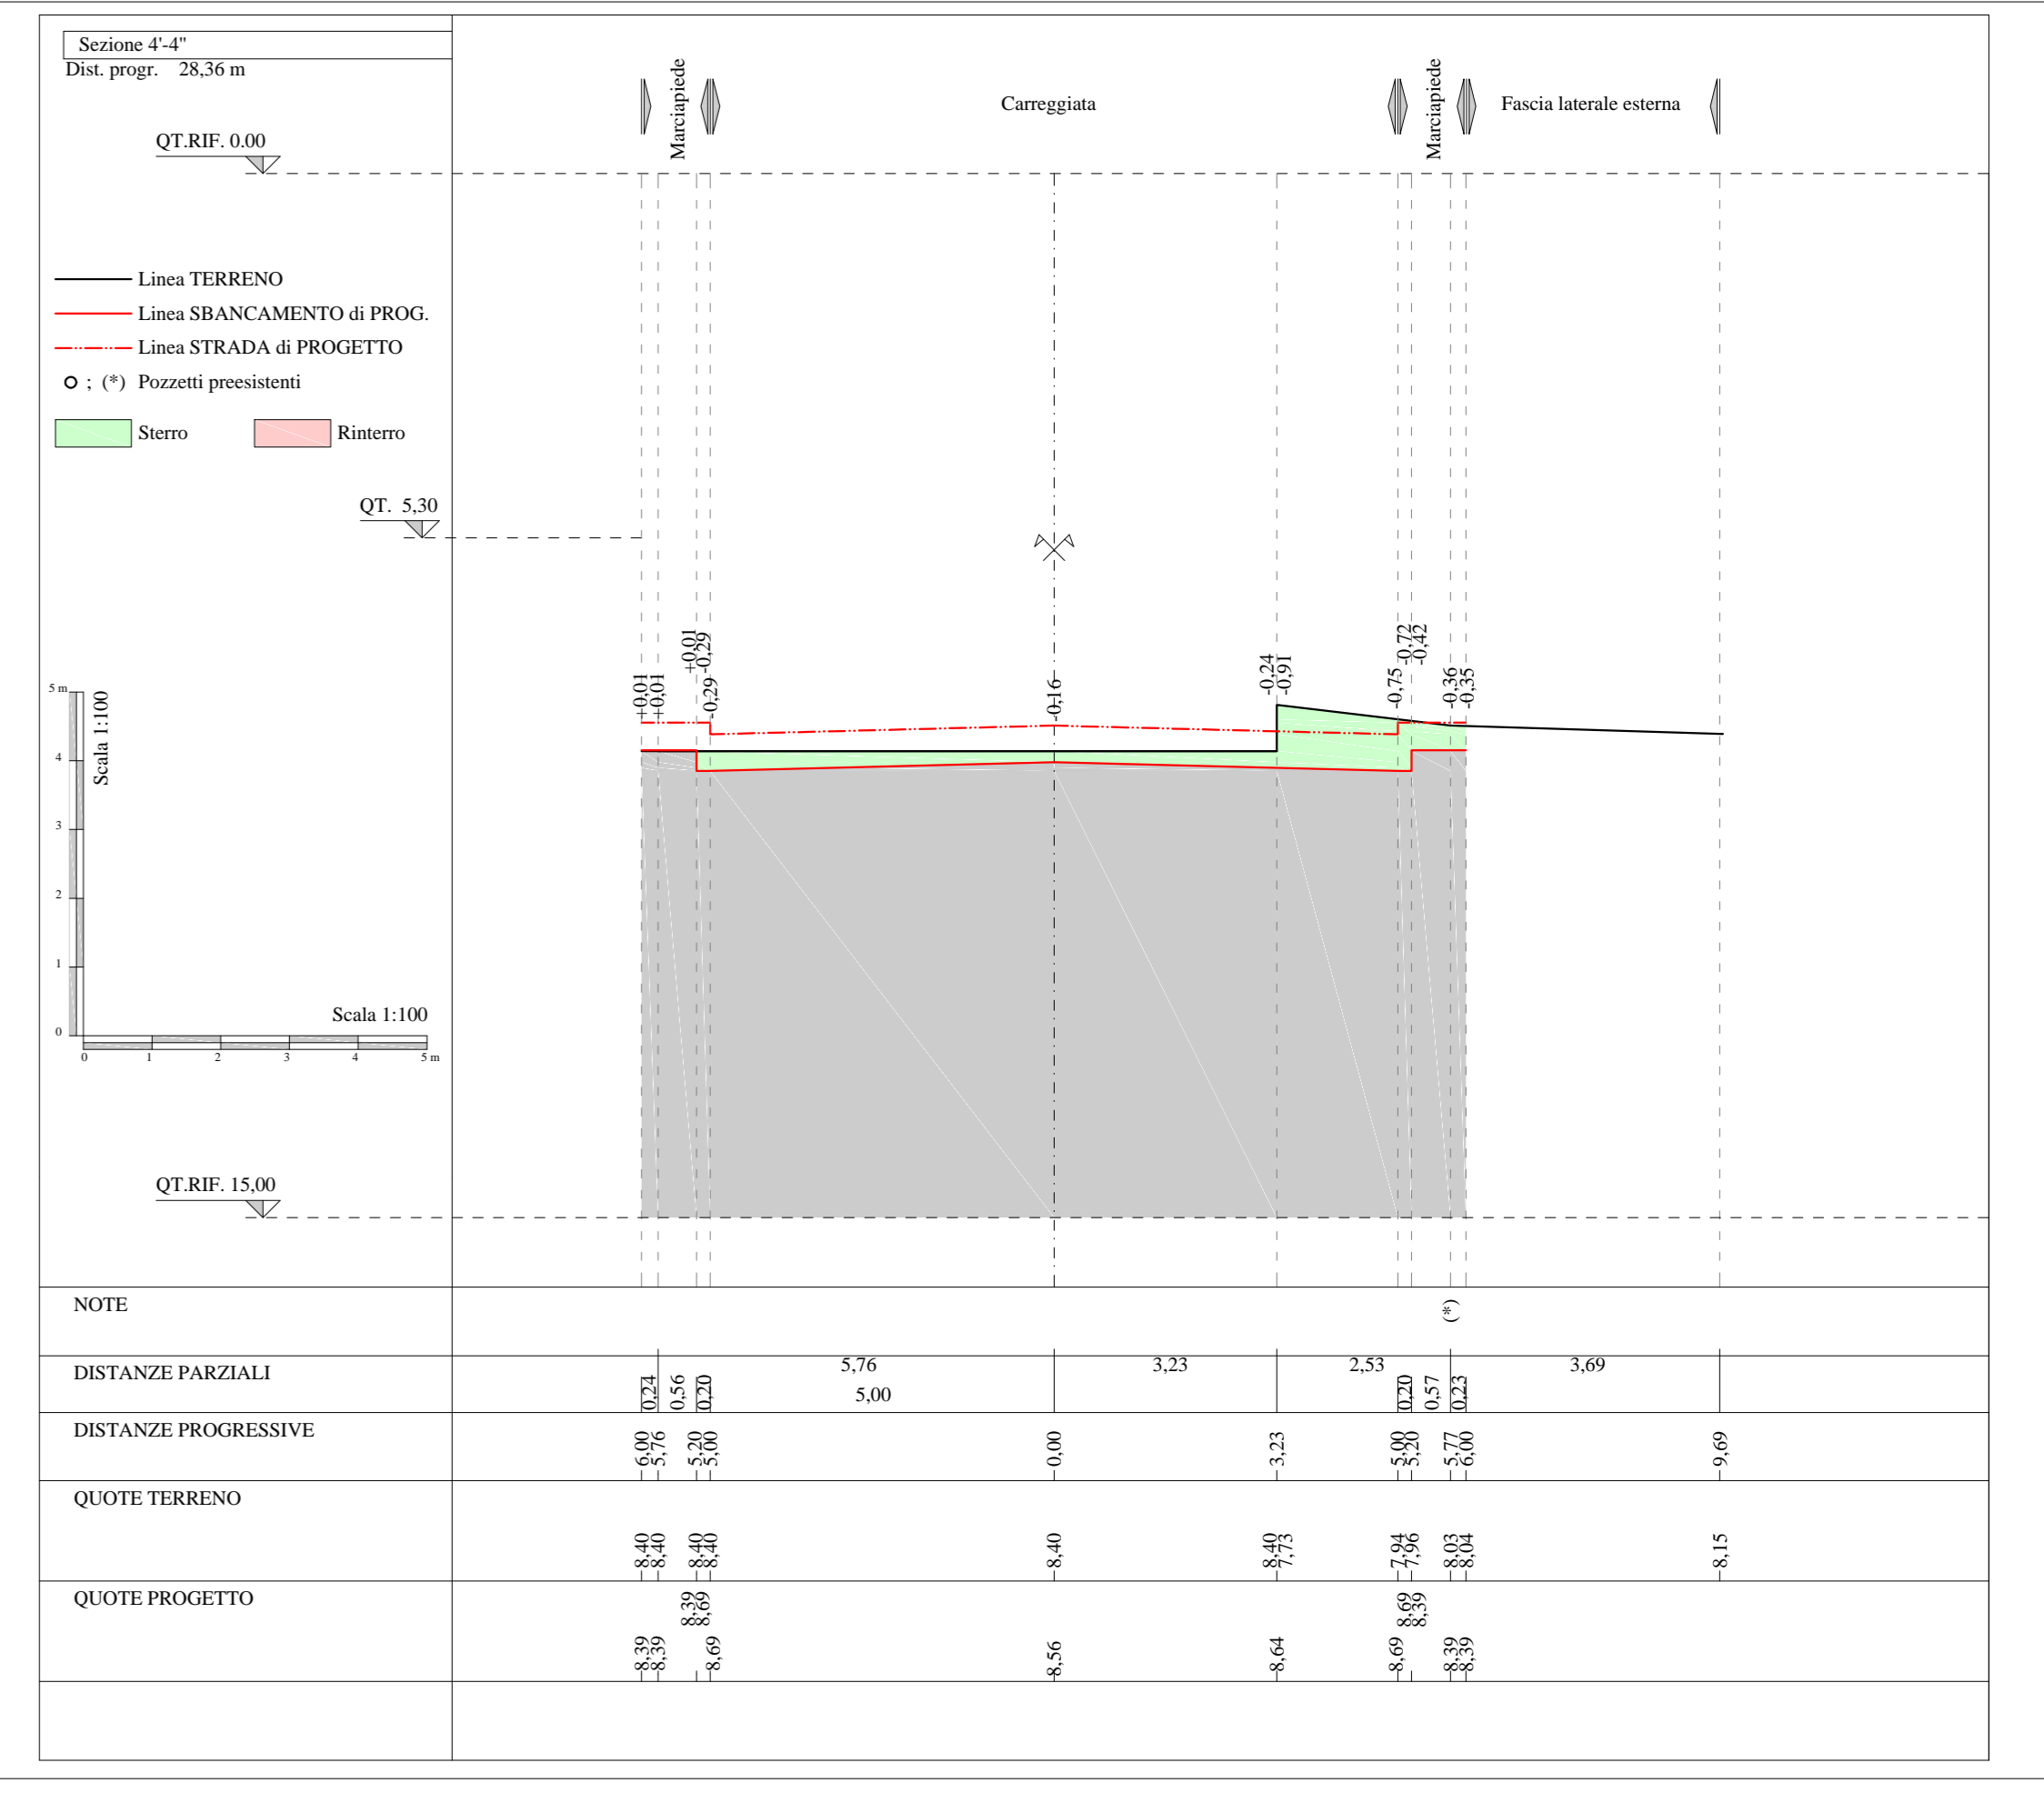 Sezione 4'-4"
Dist. progr. 28,36 m
Marciapiede
Carreggiata
Marciapiede
Fascia laterale esterna
QT.RIF. 0.00
Linea TERRENO
Linea SBANCAMENTO di PROG.
Linea STRADA di PROGETTO
; (*) Pozzetti preesistenti
Sterro
Rinterro
QT. 5,30
+0,01
+0,01
+0,01
-0,29
-0,29
-0,16
-0,24
-0,91
-0,75
-0,72
-0,42
-0,36
-0,35
5 m
4
3
2
1
0
Scala 1:100
Scala 1:100
0 1 2 3 4 5 m
QT.RIF. 15,00
NOTE
(*)
DISTANZE PARZIALI
5,76 3,23 2,53 3,69
0,24 0,56 0,20 5,00 0,20 0,57 0,23
DISTANZE PROGRESSIVE
6,00 5,76 5,20 5,00 0,00 3,23 5,00 5,20 5,77 6,00 9,69
QUOTE TERRENO
8,40 8,40 8,40 8,40 8,40 8,40 7,73 7,94 7,96 8,03 8,04 8,15
QUOTE PROGETTO
8,39 8,69 8,69 8,39
8,39 8,39 8,69 8,56 8,64 8,69 8,39 8,39